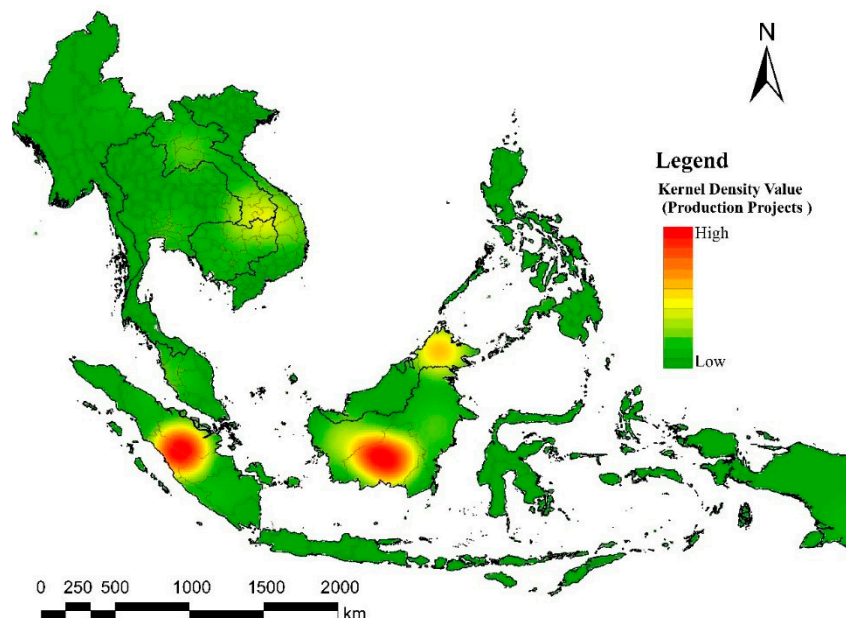 N
Legend
Kernel Density Value
(Production Projects )
High
Low
0 250 500 1000 1500 2000
km